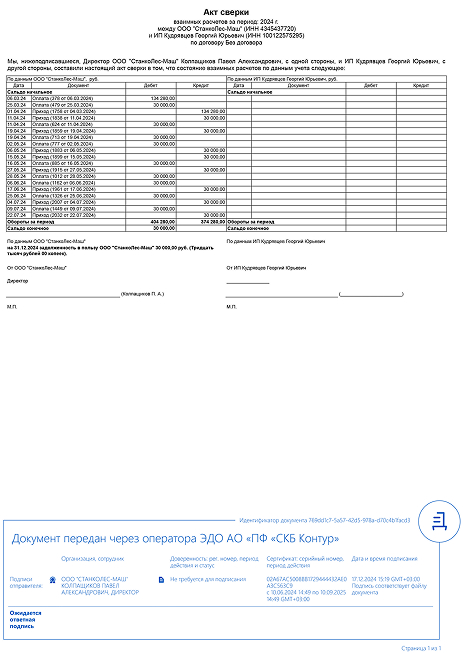 Акт сверки
взаимных расчетов за период: 2024 г.
между ООО "СтанкоЛес-Маш" (ИНН 4345437720)
и ИП Кудрявцев Георгий Юрьевич (ИНН 100122575295)
по договору Без договора
Мы, нижеподписавшиеся, Директор ООО "СтанкоЛес-Маш" Колпащиков Павел Александрович, с одной стороны, и ИП Кудрявцев Георгий Юрьевич, с
другой стороны, составили настоящий акт сверки в том, что состояние взаимных расчетов по данным учета следующее:
По данным ООО "СтанкоЛес-Маш", руб. По данным ИП Кудрявцев Георгий Юрьевич, руб.
Дата Документ Дебет Кредит Дата Документ Дебет Кредит
Сальдо начальное Сальдо начальное
06.03.24 Оплата (378 от 06.03.2024) 134 280,00
25.03.24 Оплата (479 от 25.03.2024) 30 000,00
01.04.24 Приход (1756 от 04.03.2024) 134 280,00
11.04.24 Приход (1836 от 11.04.2024) 30 000,00
11.04.24 Оплата (624 от 11.04.2024) 30 000,00
19.04.24 Приход (1859 от 19.04.2024) 30 000,00
19.04.24 Оплата (713 от 19.04.2024) 30 000,00
02.05.24 Оплата (777 от 02.05.2024) 30 000,00
06.05.24 Приход (1883 от 06.05.2024) 30 000,00
15.05.24 Приход (1899 от 15.05.2024) 30 000,00
16.05.24 Оплата (885 от 16.05.2024) 30 000,00
27.05.24 Приход (1915 от 27.05.2024) 30 000,00
28.05.24 Оплата (1012 от 28.05.2024) 30 000,00
06.06.24 Оплата (1162 от 06.06.2024) 30 000,00
17.06.24 Приход (1961 от 17.06.2024) 30 000,00
25.06.24 Оплата (1326 от 25.06.2024) 30 000,00
04.07.24 Приход (2007 от 04.07.2024) 30 000,00
09.07.24 Оплата (1449 от 09.07.2024) 30 000,00
22.07.24 Приход (2032 от 22.07.2024) 30 000,00
Обороты за период 404 280,00 374 280,00 Обороты за период
Сальдо конечное 30 000,00 Сальдо конечное
По данным ООО "СтанкоЛес-Маш" По данным ИП Кудрявцев Георгий Юрьевич
на 31.12.2024 задолженность в пользу ООО "СтанкоЛес-Маш" 30 000,00 руб. (Тридцать
тысяч рублей 00 копеек).
От ООО "СтанкоЛес-Маш" От ИП Кудрявцев Георгий Юрьевич
Директор
(Колпащиков П. А.) ( )
М.П. М.П.
Идентификатор документа
Документ передан через оператора ЭДО АО «ПФ «СКБ Контур»
Организация, сотрудник Доверенность: рег. номер, период действия и статус Сертификат: серийный номер, период действия Дата и время подписания
Подписи отправителя: ООО "СТАНКОЛЕС-МАШ" КОЛПАЩИКОВ ПАВЕЛ АЛЕКСАНДРОВИЧ, ДИРЕКТОР Не требуется для подписания
с 10.06.2024 14:49 по 10.09.2025 14:49 GMT+03:00
17.12.2024 15:19 GMT+03:00 Подпись соответствует файлу документа
Ожидается
ответная
подпись
Страница 1 из 1